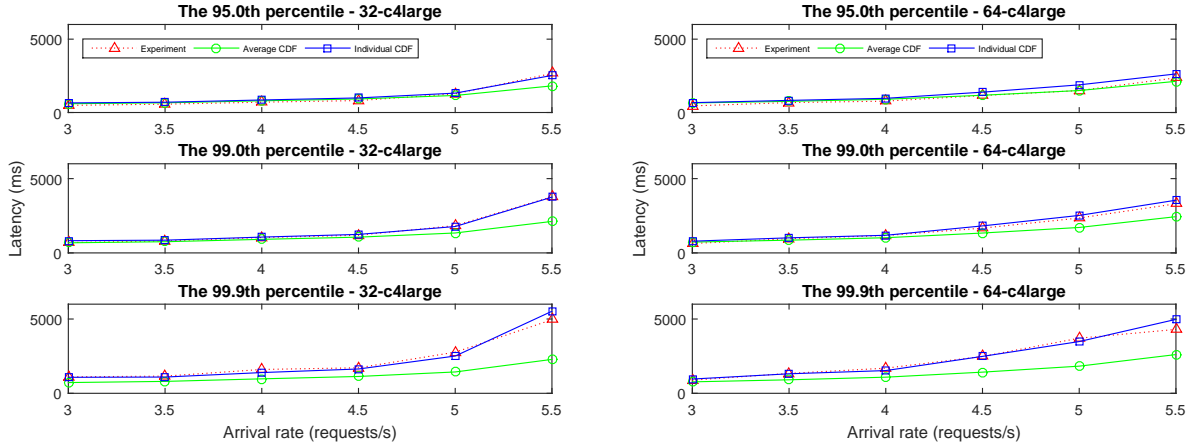 The 95.0th percentile - 32-c4large
5000
0
Experiment
Average CDF
Individual CDF
3 3.5 4 4.5 5 5.5
The 99.0th percentile - 32-c4large
Latency (ms)
5000
0
3 3.5 4 4.5 5 5.5
The 99.9th percentile - 32-c4large
5000
0
3 3.5 4 4.5 5 5.5
Arrival rate (requests/s)
The 95.0th percentile - 64-c4large
5000
0
Experiment
Average CDF
Individual CDF
3 3.5 4 4.5 5 5.5
The 99.0th percentile - 64-c4large
Latency (ms)
5000
0
3 3.5 4 4.5 5 5.5
The 99.9th percentile - 64-c4large
5000
0
3 3.5 4 4.5 5 5.5
Arrival rate (requests/s)